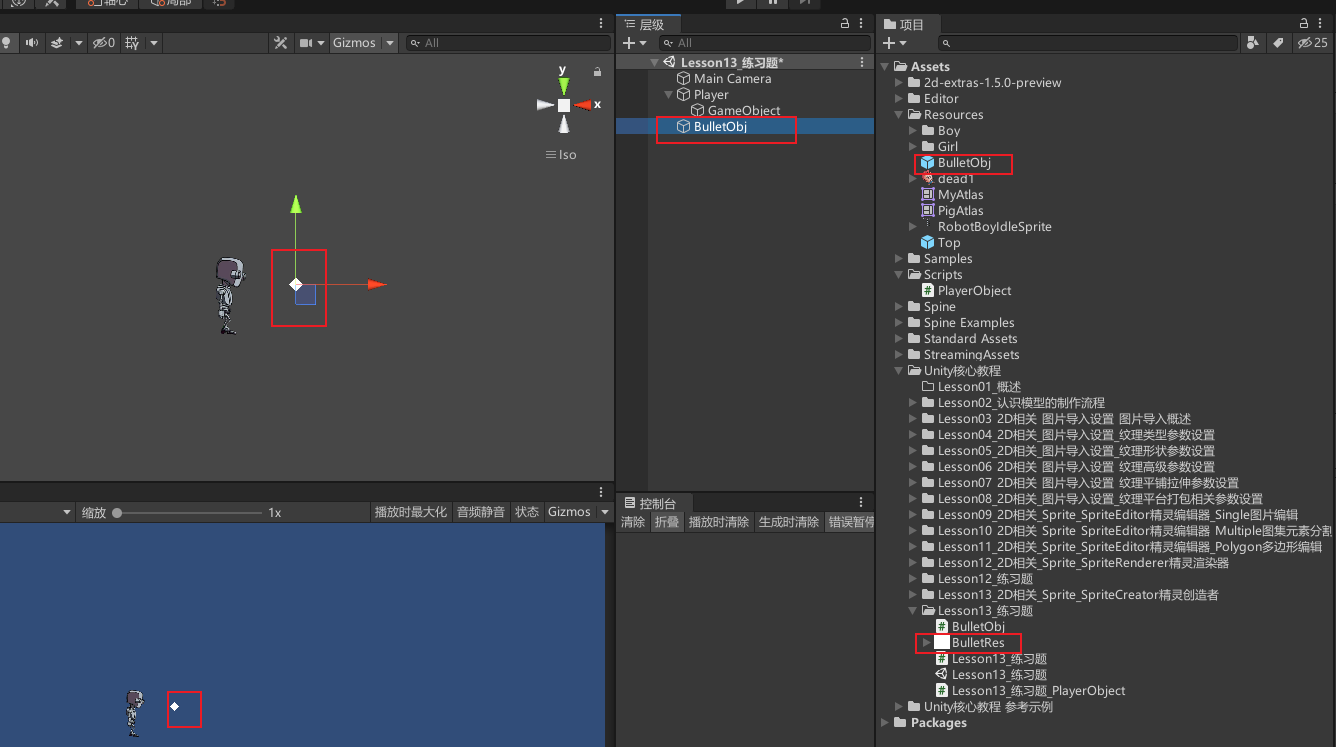 轴心
局部
Gizmos
All
y
x
Iso
层级
All
Lesson13_练习题*
Main Camera
Player
GameObject
BulletObj
项目
25
Assets
2d-extras-1.5.0-preview
Editor
Resources
Boy
Girl
BulletObj
dead1
MyAtlas
PigAtlas
RobotBoyIdleSprite
Top
Samples
Scripts
PlayerObject
Spine
Spine Examples
Standard Assets
StreamingAssets
Unity核心教程
Lesson01_概述
Lesson02_认识模型的制作流程
Lesson03_2D相关_图片导入设置_图片导入概述
Lesson04_2D相关_图片导入设置_纹理类型参数设置
Lesson05_2D相关_图片导入设置_纹理形状参数设置
Lesson06_2D相关_图片导入设置_纹理高级参数设置
Lesson07_2D相关_图片导入设置_纹理平铺拉伸参数设置
Lesson08_2D相关_图片导入设置_纹理平台打包相关参数设置
Lesson09_2D相关_Sprite_SpriteEditor精灵编辑器_Single图片编辑
Lesson10_2D相关_Sprite_SpriteEditor精灵编辑器_Multiple图集元素分割
Lesson11_2D相关_Sprite_SpriteEditor精灵编辑器_Polygon多边形编辑
Lesson12_2D相关_Sprite_SpriteRenderer精灵渲染器
Lesson12_练习题
Lesson13_2D相关_Sprite_SpriteCreator精灵创造者
Lesson13_练习题
BulletObj
BulletRes
Lesson13_练习题
Lesson13_练习题
Lesson13_练习题_PlayerObject
Unity核心教程 参考示例
Packages
缩放 1x 播放时最大化 音频静音 状态 Gizmos
控制台
清除 折叠 播放时清除 生成时清除 错误暂停